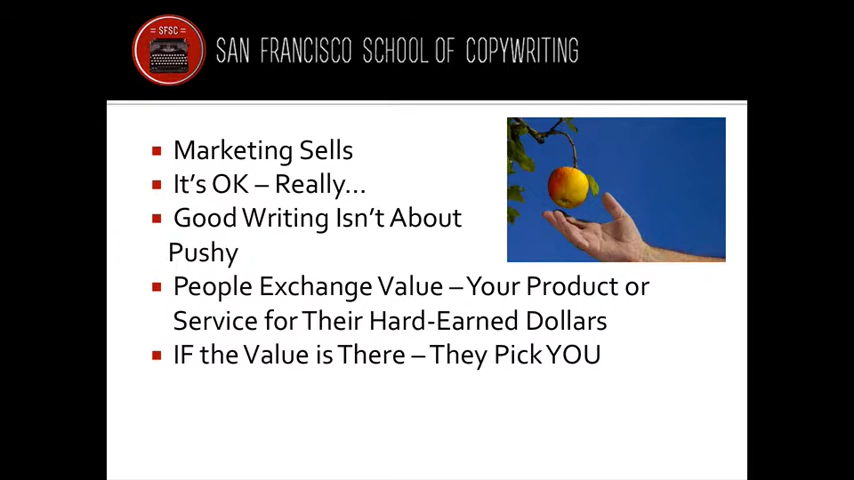 SFSC
SAN FRANCISCO SCHOOL OF COPYWRITING
Marketing Sells
It's OK – Really...
Good Writing Isn't About
Pushy
People Exchange Value – Your Product or
Service for Their Hard-Earned Dollars
IF the Value is There – They Pick YOU